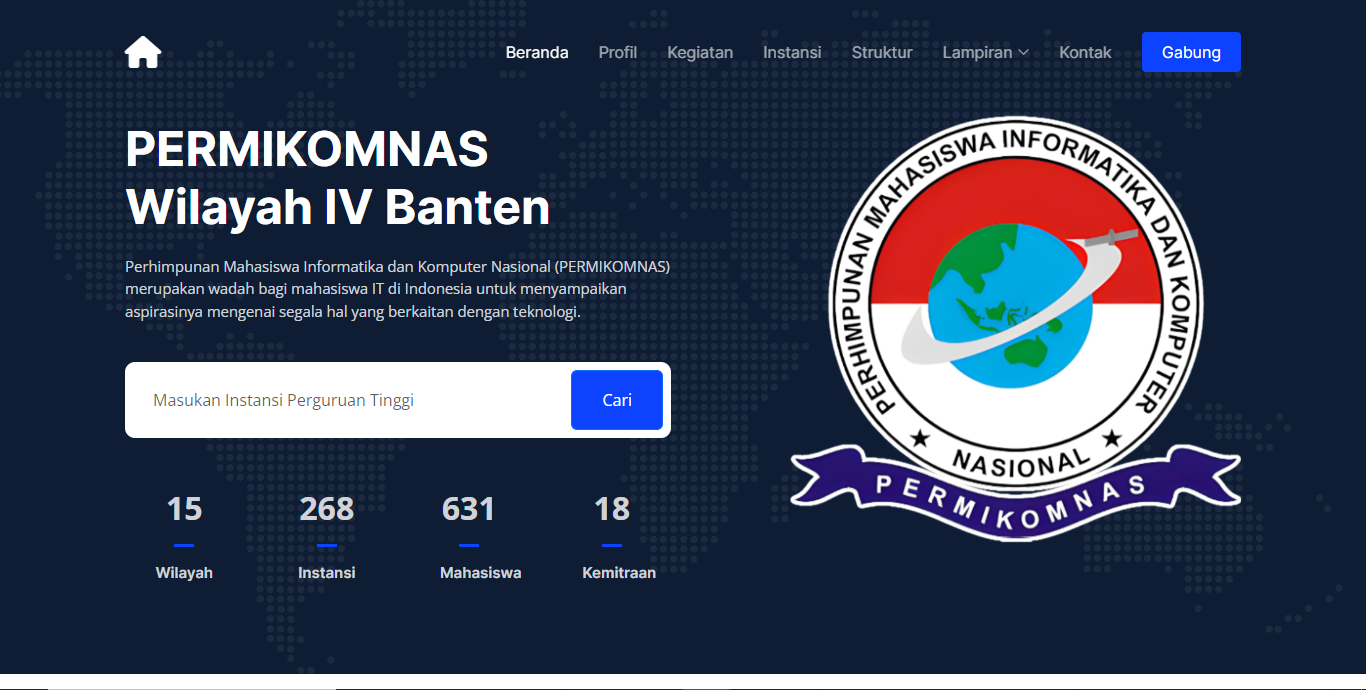 Beranda Profil Kegiatan Instansi Struktur Lampiran Kontak Gabung
PERMIKOMNAS
Wilayah IV Banten
Perhimpunan Mahasiswa Informatika dan Komputer Nasional (PERMIKOMNAS)
merupakan wadah bagi mahasiswa IT di Indonesia untuk menyampaikan
aspirasinya mengenai segala hal yang berkaitan dengan teknologi.
Masukan Instansi Perguruan Tinggi Cari
15 268 631 18
Wilayah Instansi Mahasiswa Kemitraan
PERHIMPUNAN MAHASISWA INFORMATIKA DAN KOMPUTER
NASIONAL
PERMIKOMNAS